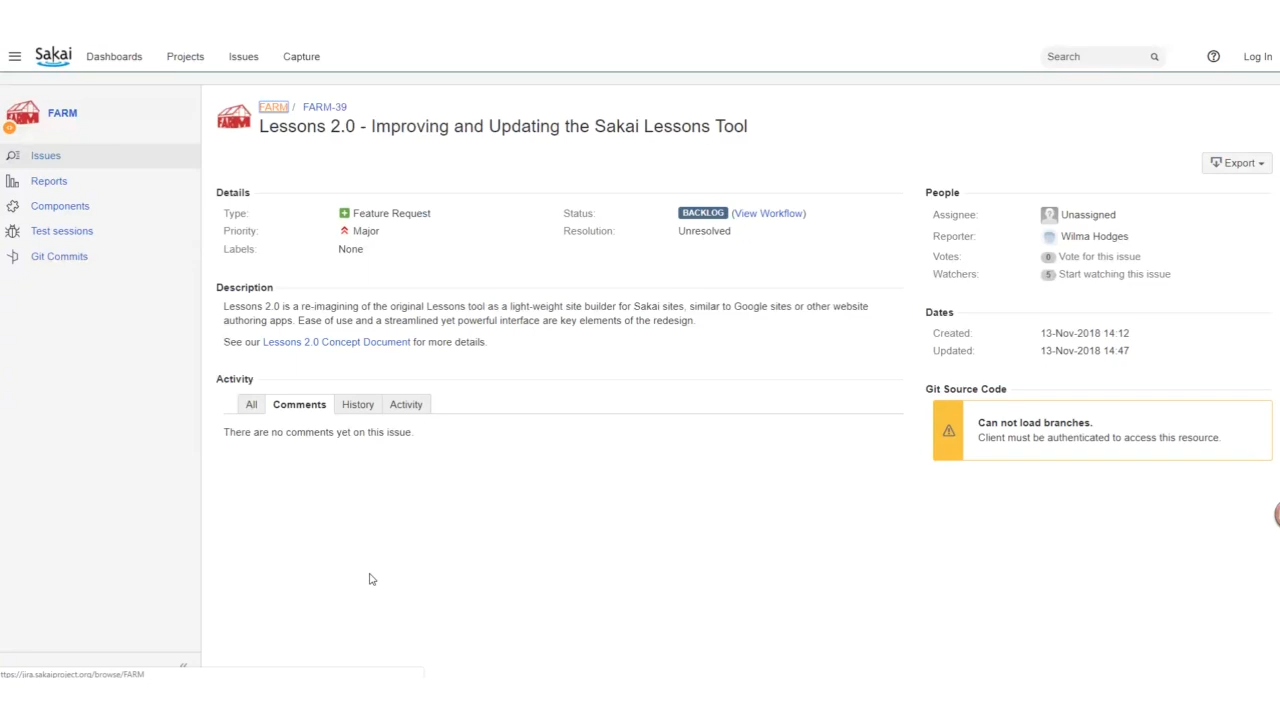 Sakai Dashboards Projects Issues Capture Search Log In
FARM
Issues
Reports
Components
Test sessions
Git Commits
FARM / FARM-39
Lessons 2.0 - Improving and Updating the Sakai Lessons Tool
Export
Details
Type: Feature Request Status: BACKLOG (View Workflow)
Priority: Major Resolution: Unresolved
Labels: None
Description
Lessons 2.0 is a re-imagining of the original Lessons tool as a light-weight site builder for Sakai sites, similar to Google sites or other website
authoring apps. Ease of use and a streamlined yet powerful interface are key elements of the redesign.
See our Lessons 2.0 Concept Document for more details.
Activity
All Comments History Activity
There are no comments yet on this issue.
People
Assignee: Unassigned
Reporter: Wilma Hodges
Votes: 0 Vote for this issue
Watchers: 5 Start watching this issue
Dates
Created: 13-Nov-2018 14:12
Updated: 13-Nov-2018 14:47
Git Source Code
Can not load branches.
Client must be authenticated to access this resource.
ttps://jira.sakaiproject.org/browse/FARM